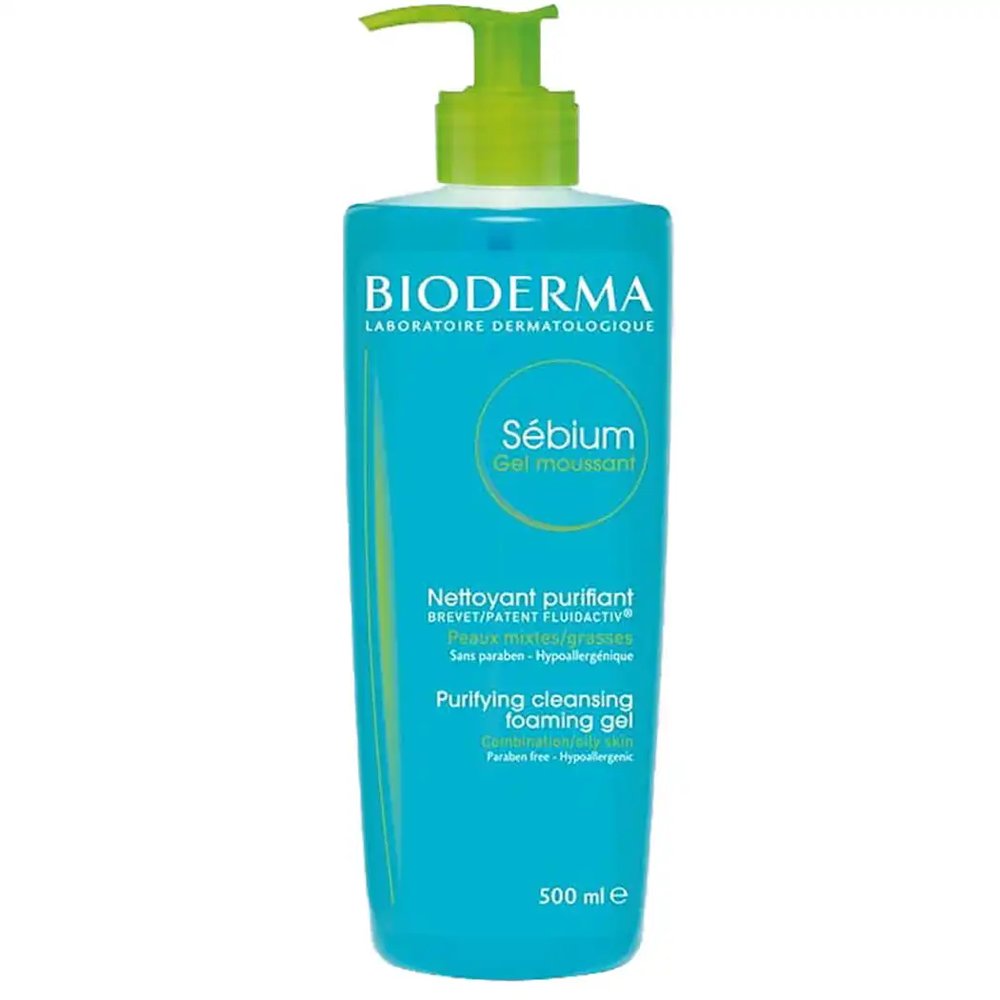 BIODERMA
LABORATOIRE DERMATOLOGIQUE
Sébium
Gel moussant
Nettoyant purifiant
BREVET/PATENT FLUIDACTIV®
Peaux mixtes/grasses
Sans paraben - Hypoallergénique
Purifying cleansing
foaming gel
Combination/oily skin
Paraben free - Hypoallergenic
500 ml ℮